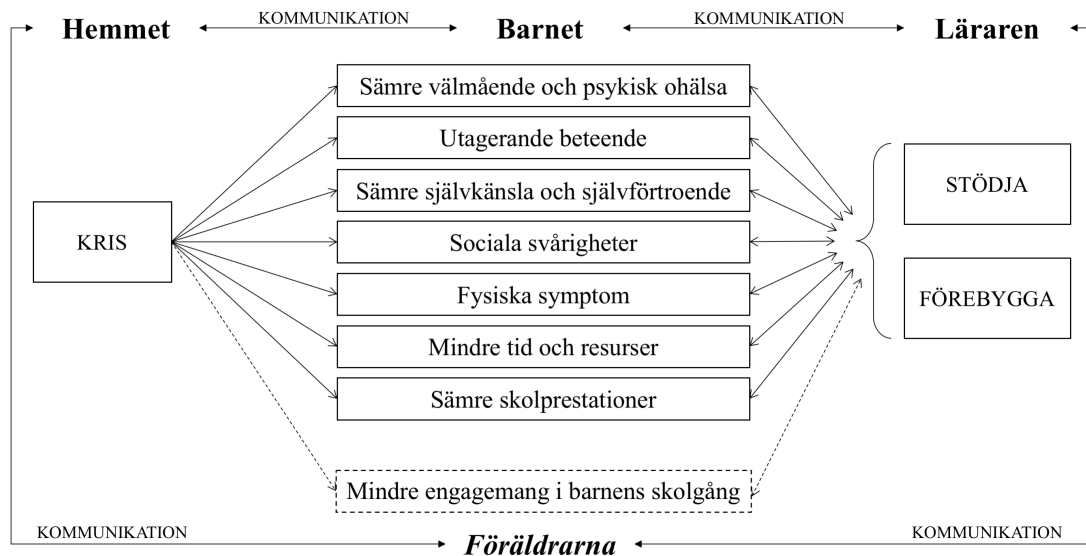 KOMMUNIKATION
KOMMUNIKATION
Hemmet
Barnet
Läraren
Sämre välmående och psykisk ohälsa
Utagerande beteende
Sämre självkänsla och självförtroende
Sociala svårigheter
Fysiska symptom
Mindre tid och resurser
Sämre skolprestationer
Mindre engagemang i barnens skolgång
KRIS
STÖDJA
FÖREBYGGA
KOMMUNIKATION
KOMMUNIKATION
Föräldrarna